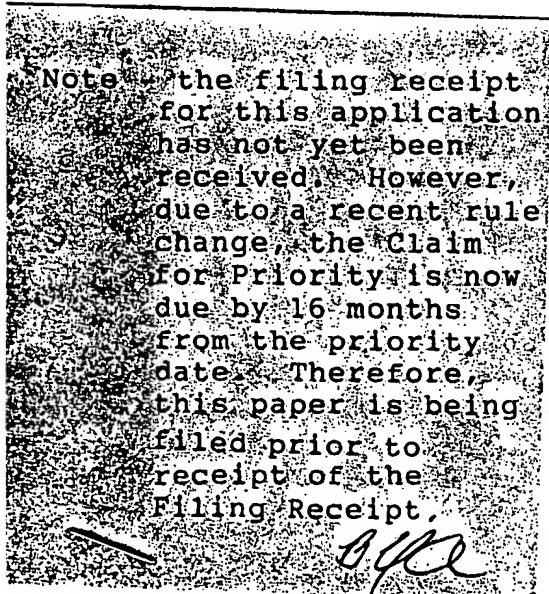 Note - the filing receipt
for this application
has not yet been
received. However,
due to a recent rule
change, the Claim
for Priority is now
due by 16 months
from the priority
date. Therefore,
this paper is being
filed prior to
receipt of the
Filing Receipt.